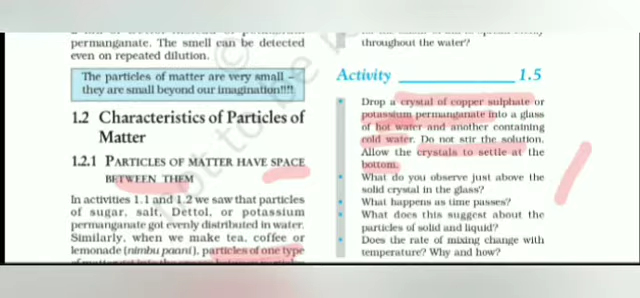 permanganate. The smell can be detected
even on repeated dilution.
The particles of matter are very small –
they are small beyond our imagination!!!!
1.2 Characteristics of Particles of
Matter
1.2.1 PARTICLES OF MATTER HAVE SPACE
BETWEEN THEM
In activities 1.1 and 1.2 we saw that particles
of sugar, salt, Dettol, or potassium
permanganate got evenly distributed in water.
Similarly, when we make tea, coffee or
lemonade (nimbu paani), particles of one type
throughout the water?
Activity 1.5
• Drop a crystal of copper sulphate or
potassium permanganate into a glass
of hot water and another containing
cold water. Do not stir the solution.
Allow the crystals to settle at the
bottom.
• What do you observe just above the
solid crystal in the glass?
• What happens as time passes?
• What does this suggest about the
particles of solid and liquid?
• Does the rate of mixing change with
temperature? Why and how?
not to be